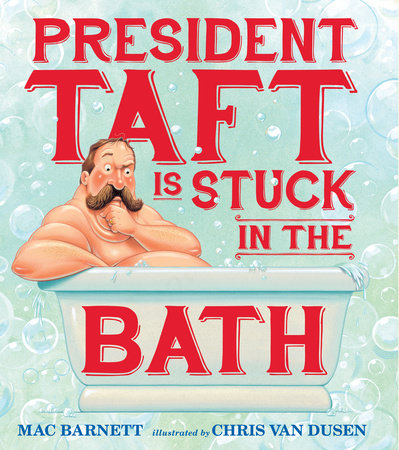 PRESIDENT
TAFT
IS STUCK
IN THE
BATH
MAC BARNETT illustrated by CHRIS VAN DUSEN